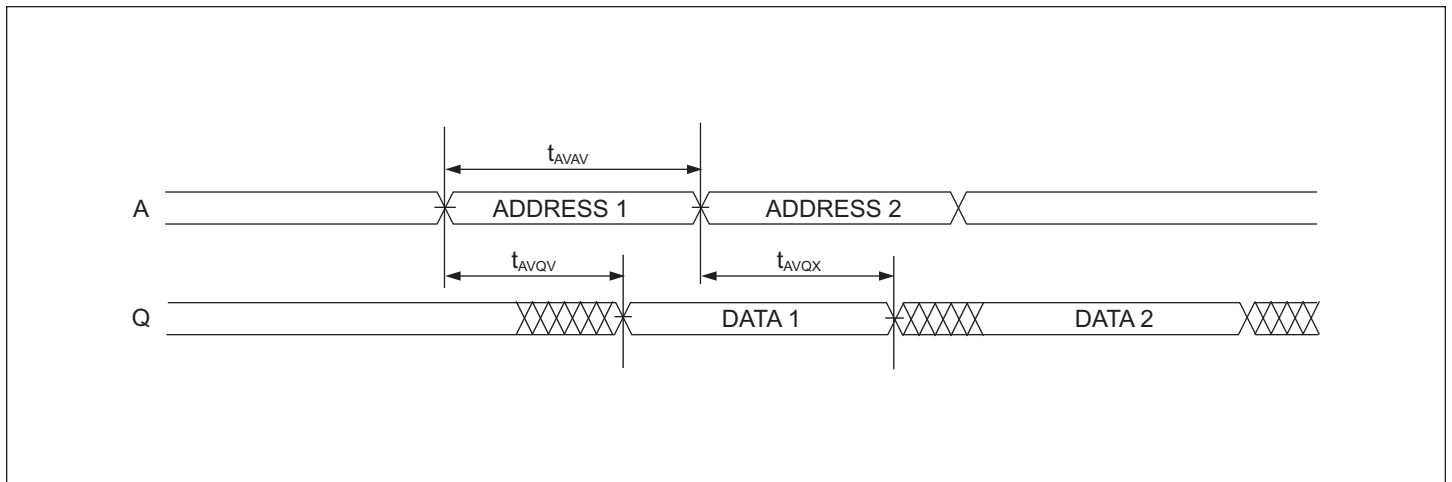 tAVAV
A ADDRESS 1 ADDRESS 2
tAVQV tAVQX
Q DATA 1 DATA 2